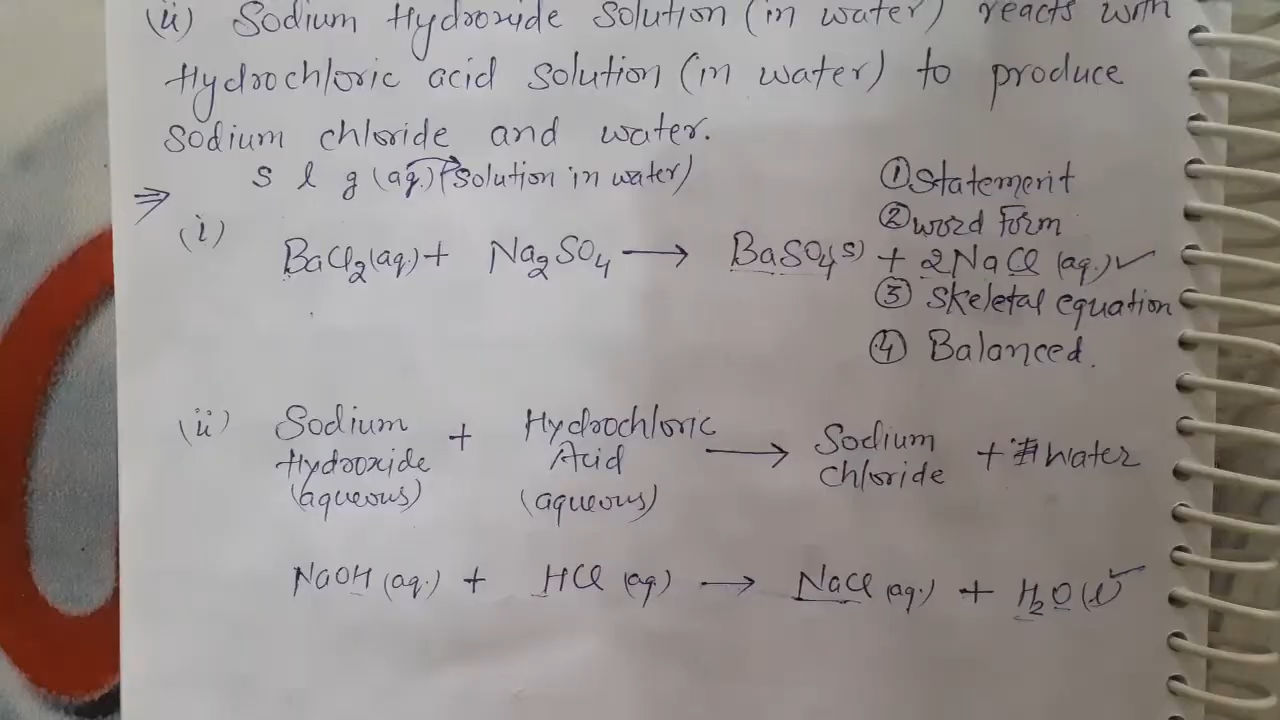 (ii) Sodium Hydroxide solution (in water) reacts with
Hydrochloric acid solution (in water) to produce
sodium chloride and water.
⇒ s l g (aq.) (solution in water)
① Statement
② word form
(i) BaCl₂(aq.) + Na₂SO₄ → BaSO₄(s) + 2NaCl (aq.) ✓
③ Skeletal equation
④ Balanced.
(ii) Sodium Hydroxide (aqueous) + Hydrochloric Acid (aqueous) → Sodium chloride + Water
NaOH (aq.) + HCl (aq) → NaCl (aq.) + H₂O (l) ✓